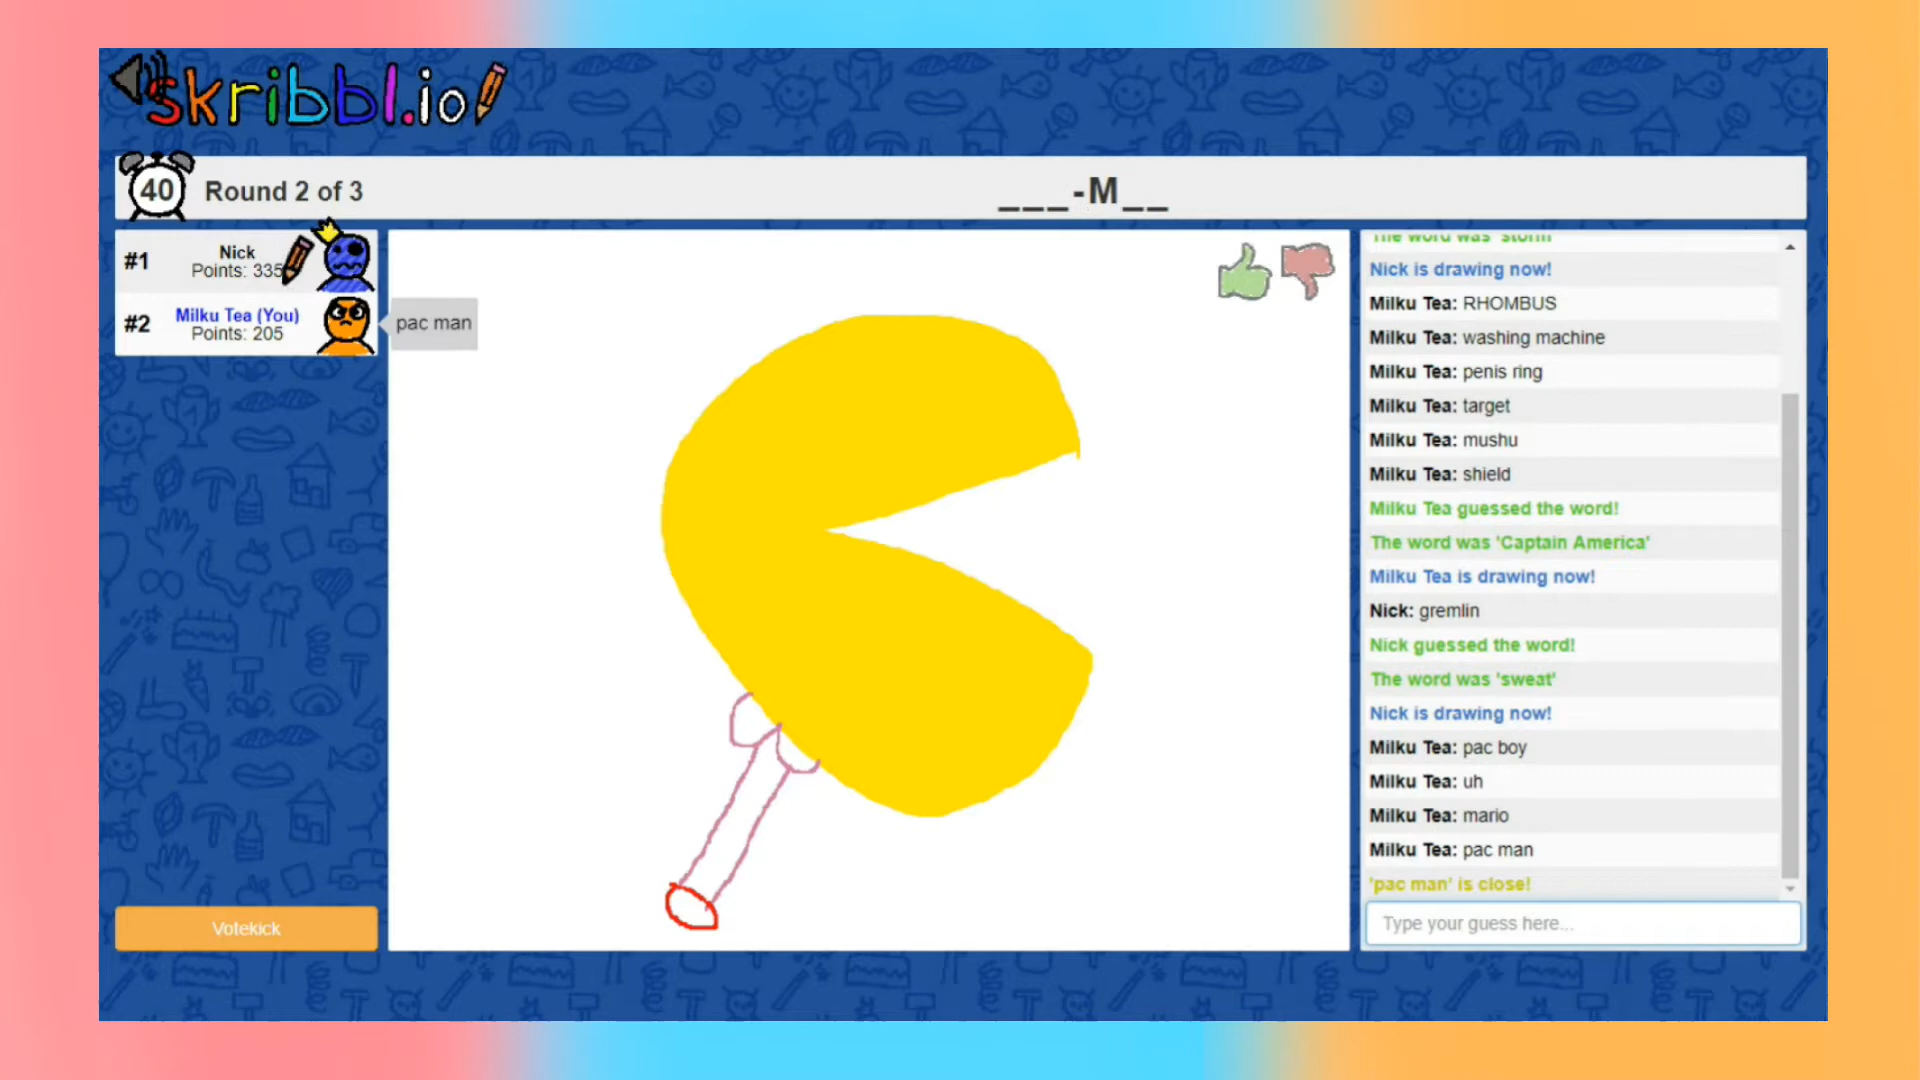 skribbl.io
40
Round 2 of 3
___-M__
#1
Nick
Points: 335
#2
Milku Tea (You)
Points: 205
pac man
The word was 'storm'
Nick is drawing now!
Milku Tea: RHOMBUS
Milku Tea: washing machine
Milku Tea: penis ring
Milku Tea: target
Milku Tea: mushu
Milku Tea: shield
Milku Tea guessed the word!
The word was 'Captain America'
Milku Tea is drawing now!
Nick: gremlin
Nick guessed the word!
The word was 'sweat'
Nick is drawing now!
Milku Tea: pac boy
Milku Tea: uh
Milku Tea: mario
Milku Tea: pac man
'pac man' is close!
Type your guess here...
Votekick